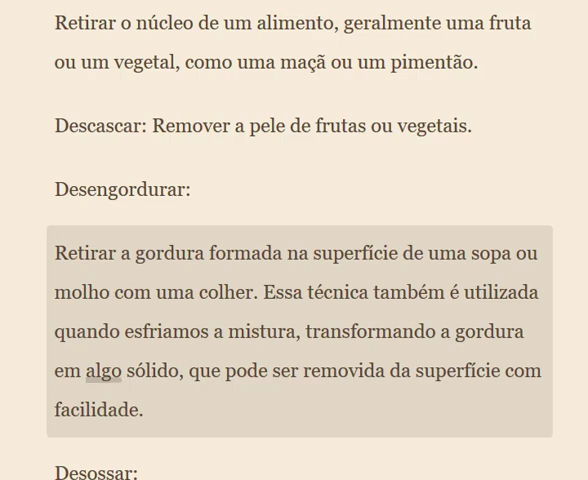 Retirar o núcleo de um alimento, geralmente uma fruta
ou um vegetal, como uma maçã ou um pimentão.
Descascar: Remover a pele de frutas ou vegetais.
Desengordurar:
Retirar a gordura formada na superfície de uma sopa ou
molho com uma colher. Essa técnica também é utilizada
quando esfriamos a mistura, transformando a gordura
em algo sólido, que pode ser removida da superfície com
facilidade.
Desossar: